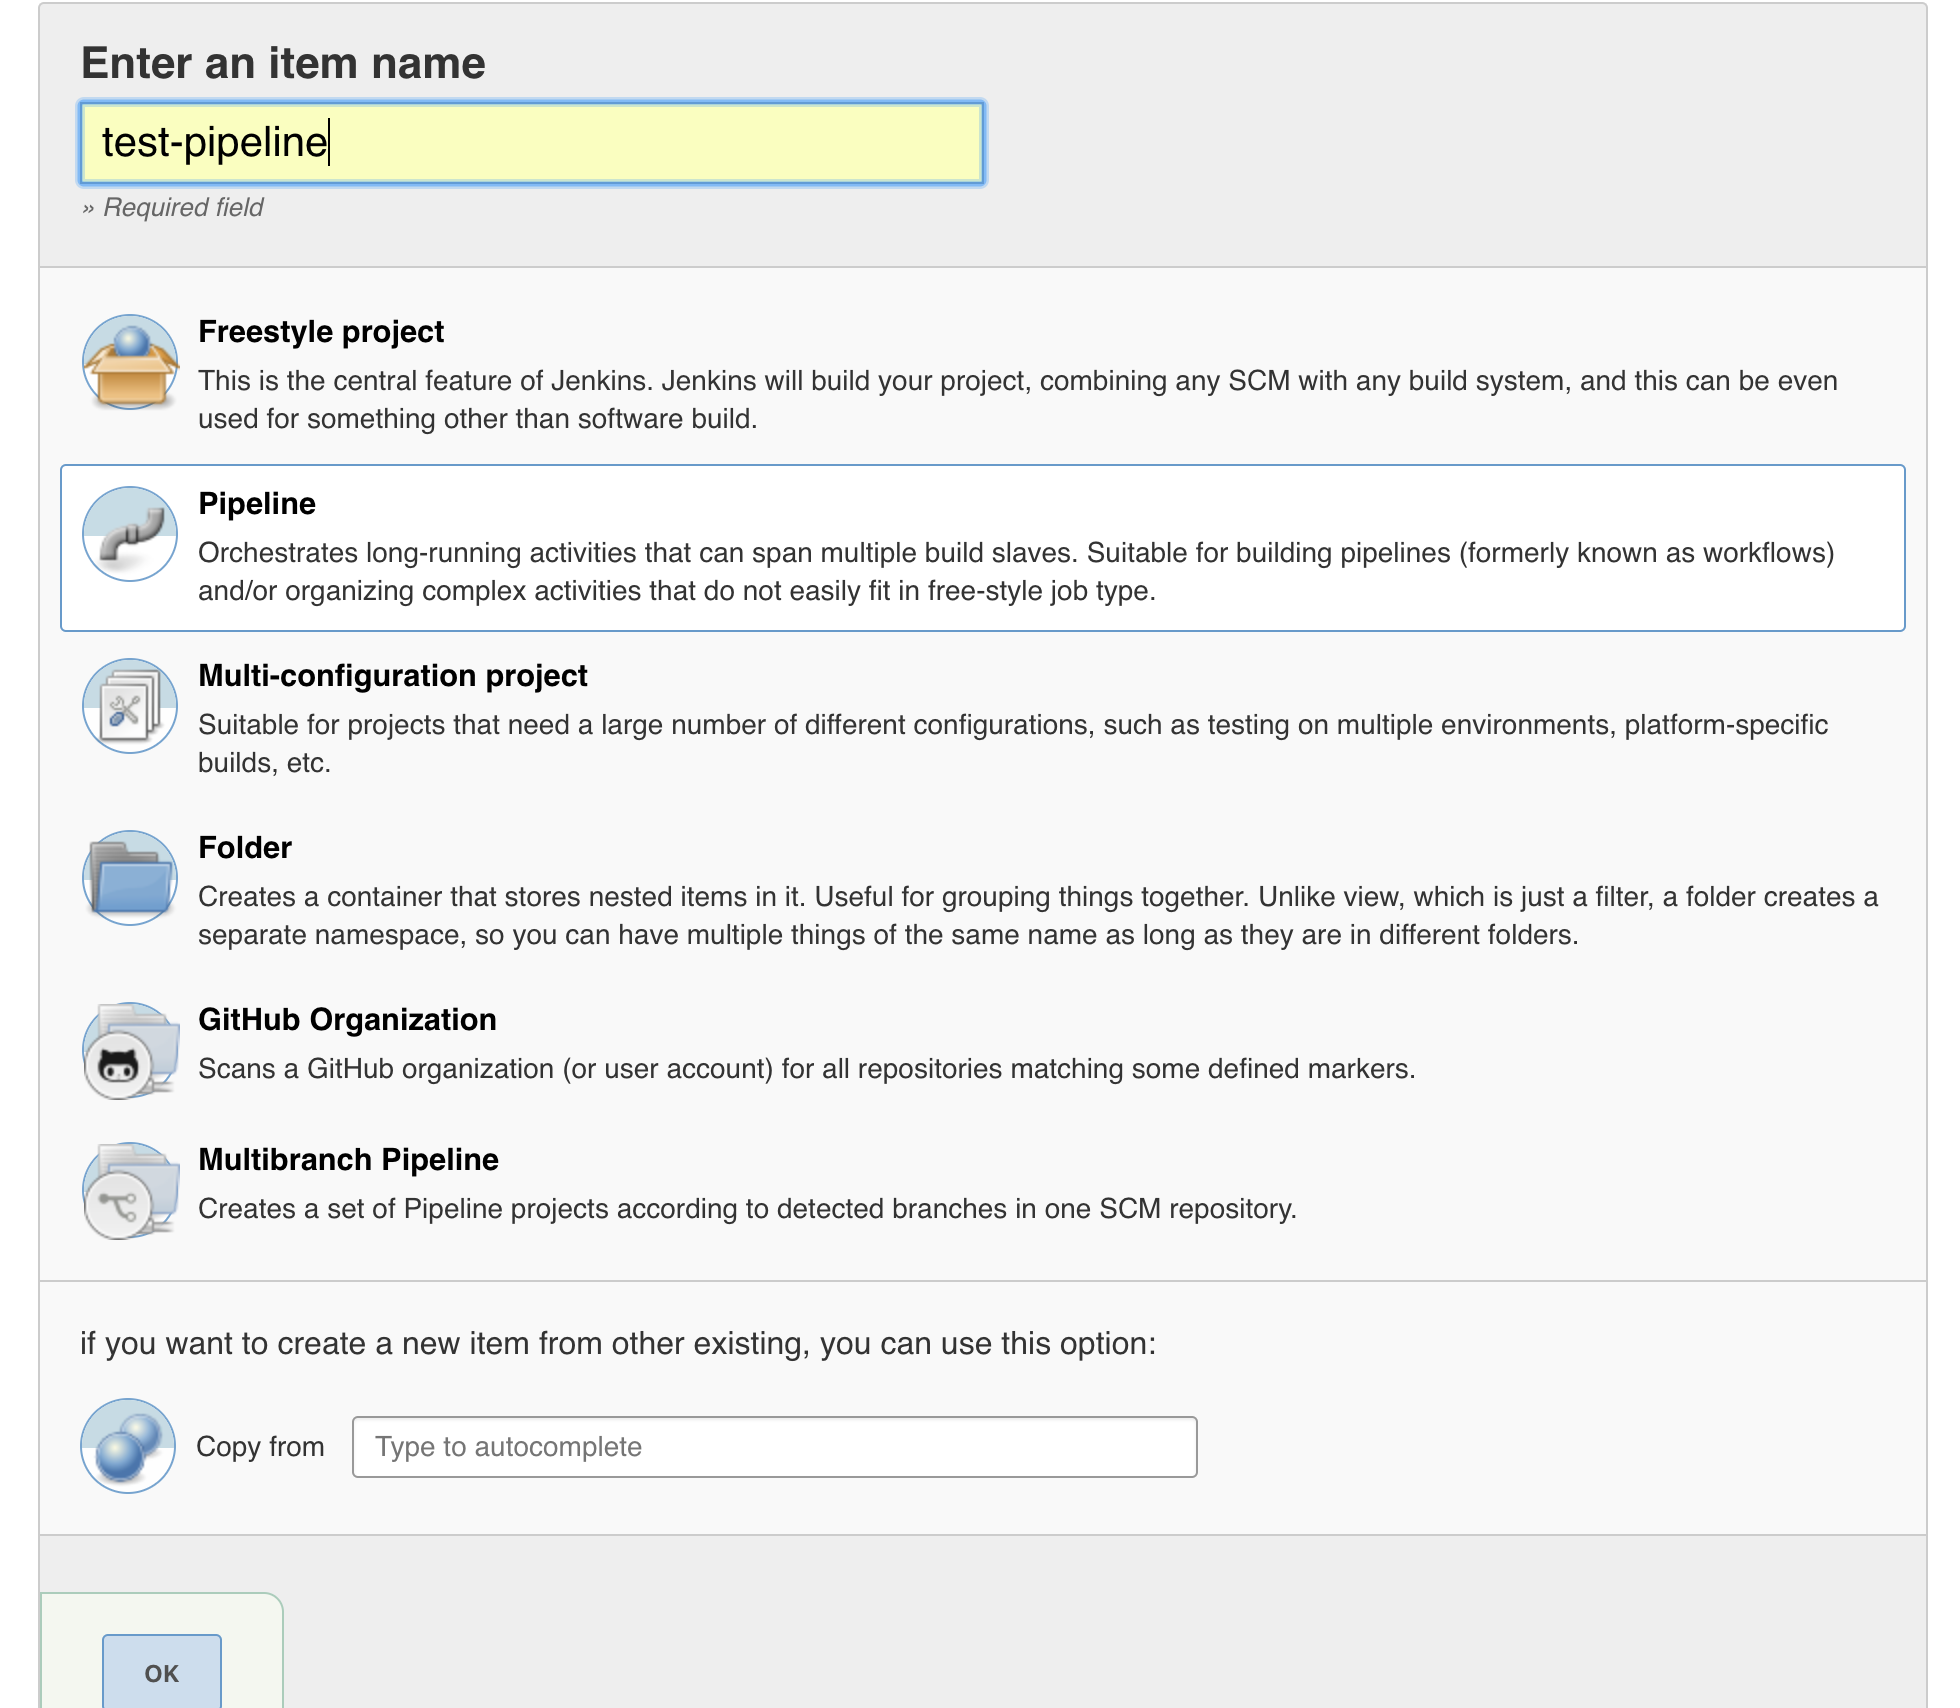 Enter an item name
test-pipeline
» Required field
Freestyle project
This is the central feature of Jenkins. Jenkins will build your project, combining any SCM with any build system, and this can be even
used for something other than software build.
Pipeline
Orchestrates long-running activities that can span multiple build slaves. Suitable for building pipelines (formerly known as workflows)
and/or organizing complex activities that do not easily fit in free-style job type.
Multi-configuration project
Suitable for projects that need a large number of different configurations, such as testing on multiple environments, platform-specific
builds, etc.
Folder
Creates a container that stores nested items in it. Useful for grouping things together. Unlike view, which is just a filter, a folder creates a
separate namespace, so you can have multiple things of the same name as long as they are in different folders.
GitHub Organization
Scans a GitHub organization (or user account) for all repositories matching some defined markers.
Multibranch Pipeline
Creates a set of Pipeline projects according to detected branches in one SCM repository.
if you want to create a new item from other existing, you can use this option:
Copy from
Type to autocomplete
OK